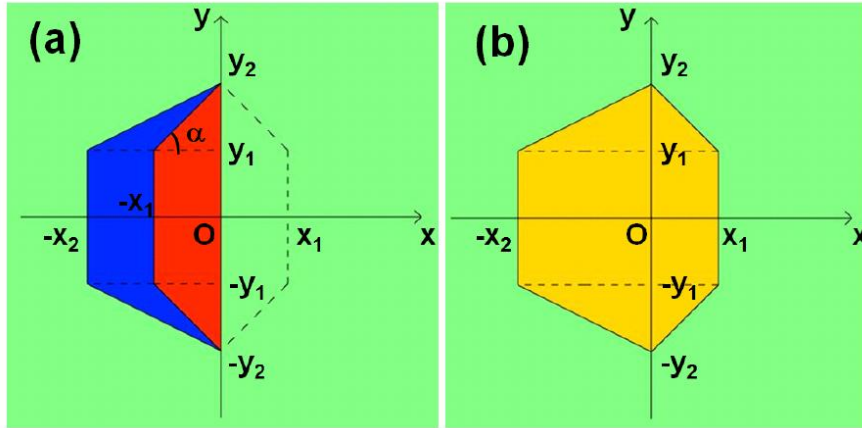 (a)
y
y₂
α
y₁
-x₁
-x₂
O
x₁
x
-y₁
-y₂
(b)
y
y₂
y₁
-x₂
O
x₁
x
-y₁
-y₂